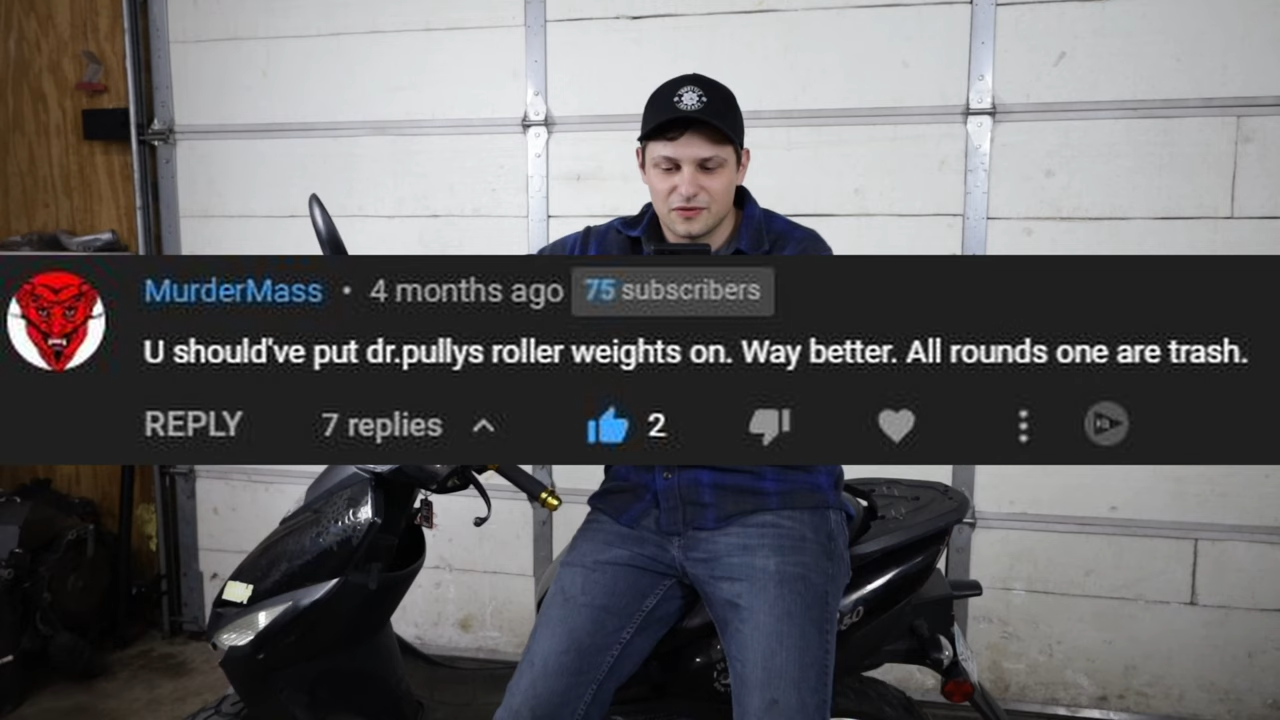 MurderMass • 4 months ago 75 subscribers
U should've put dr.pullys roller weights on. Way better. All rounds one are trash.
REPLY 7 replies 2
50